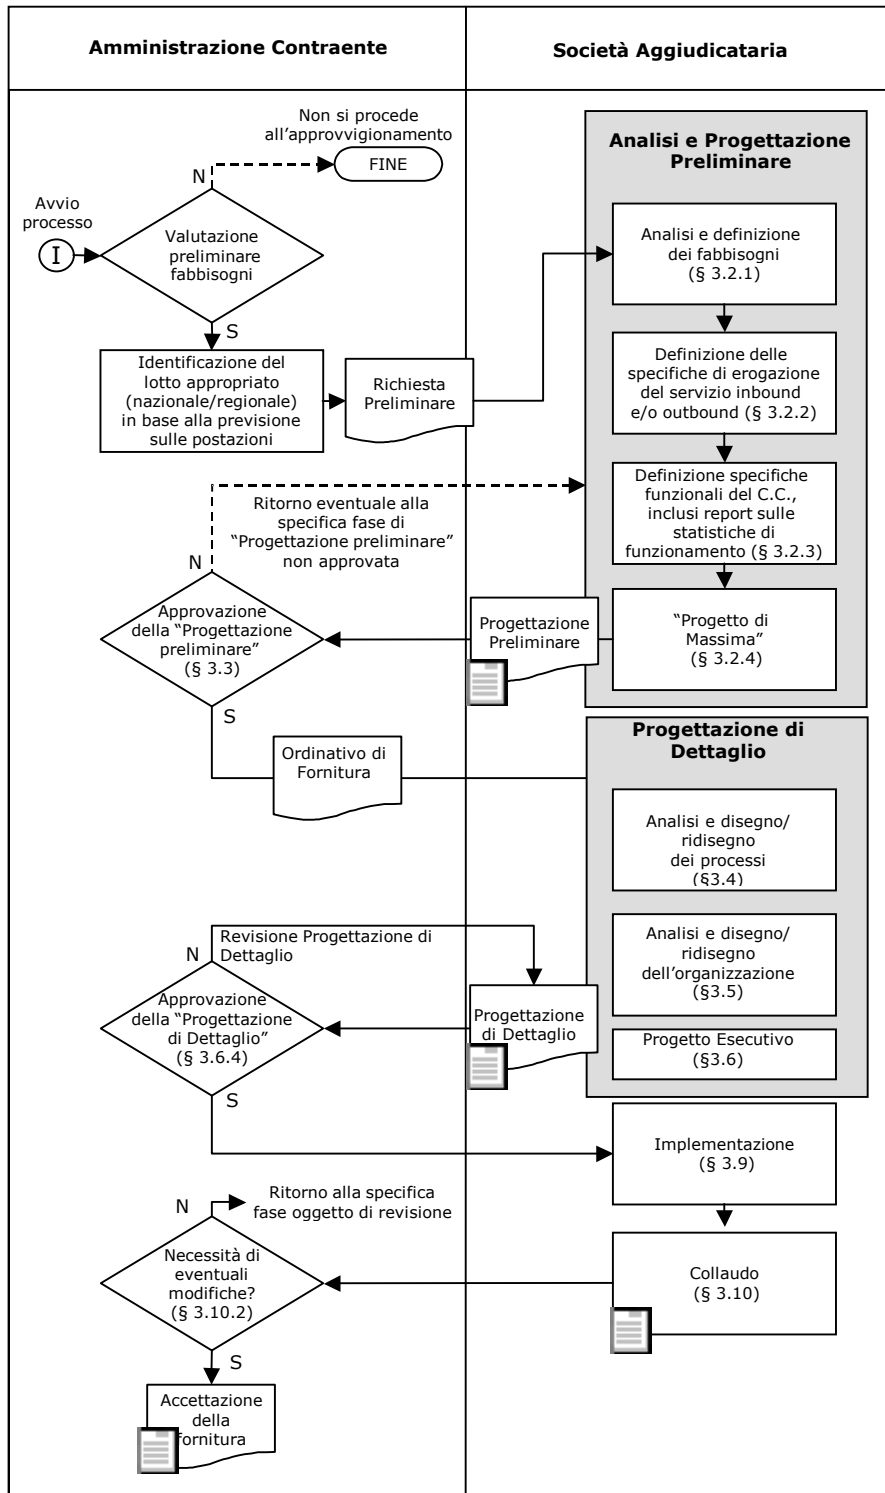 Amministrazione Contraente
Società Aggiudicataria
Non si procede
all'approvvigionamento
FINE
N
Avvio
processo
I
Valutazione
preliminare
fabbisogni
S
Identificazione del
lotto appropriato
(nazionale/regionale)
in base alla previsione
sulle postazioni
Richiesta
Preliminare
Analisi e Progettazione
Preliminare
Analisi e definizione
dei fabbisogni
(§ 3.2.1)
Definizione delle
specifiche di erogazione
del servizio inbound
e/o outbound (§ 3.2.2)
Definizione specifiche
funzionali del C.C.,
inclusi report sulle
statistiche di
funzionamento (§ 3.2.3)
"Progetto di
Massima"
(§ 3.2.4)
Ritorno eventuale alla
specifica fase di
"Progettazione preliminare"
non approvata
N
Approvazione
della "Progettazione
preliminare"
(§ 3.3)
S
Progettazione
Preliminare
Ordinativo di
Fornitura
Progettazione di
Dettaglio
Analisi e disegno/
ridisegno
dei processi
(§3.4)
Analisi e disegno/
ridisegno
dell'organizzazione
(§3.5)
Progetto Esecutivo
(§3.6)
N
Revisione Progettazione di
Dettaglio
Approvazione
della "Progettazione
di Dettaglio"
(§ 3.6.4)
S
Progettazione
di Dettaglio
Implementazione
(§ 3.9)
N
Ritorno alla specifica
fase oggetto di revisione
Necessità di
eventuali
modifiche?
(§ 3.10.2)
S
Collaudo
(§ 3.10)
Accettazione
della
fornitura